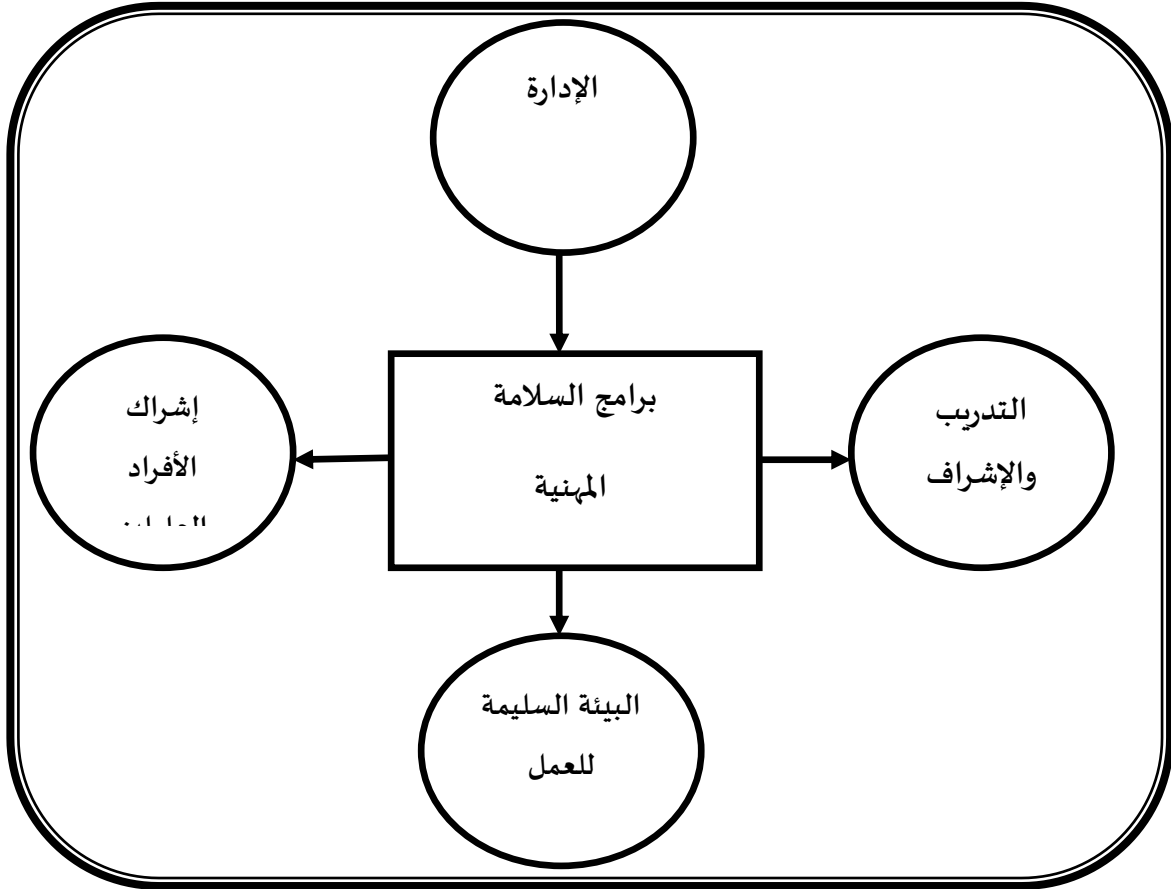 الإدارة
برامج السلامة
المهنية
التدريب
والإشراف
إشراك
الأفراد
البيئة السليمة
للعمل